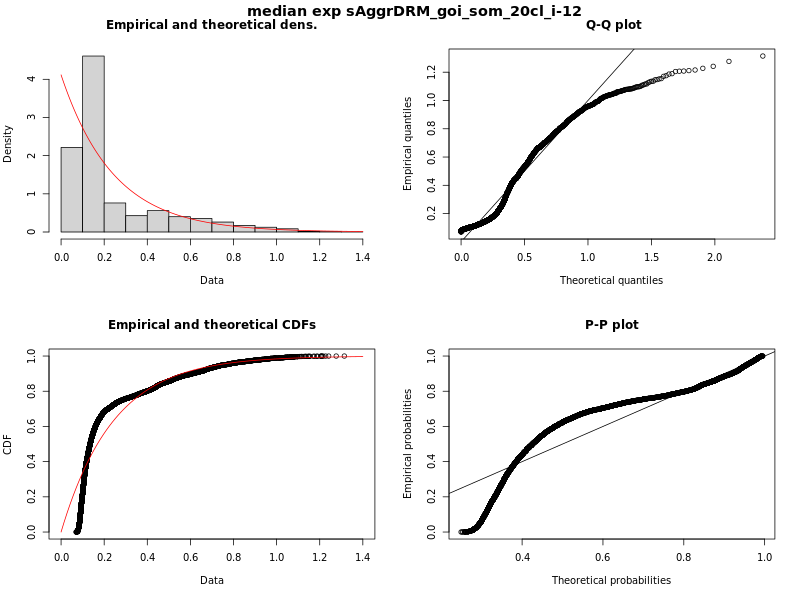 median exp sAggrDRM_goi_som_20cl_i-12
Empirical and theoretical dens.
Density
0
1
2
3
4
0.0 0.2 0.4 0.6 0.8 1.0 1.2 1.4
Data
Q-Q plot
Empirical quantiles
0.2 0.4 0.6 0.8 1.0 1.2
0.0 0.5 1.0 1.5 2.0
Theoretical quantiles
Empirical and theoretical CDFs
CDF
0.0 0.2 0.4 0.6 0.8 1.0
0.0 0.2 0.4 0.6 0.8 1.0 1.2 1.4
Data
P-P plot
Empirical probabilities
0.0 0.2 0.4 0.6 0.8 1.0
0.4 0.6 0.8 1.0
Theoretical probabilities